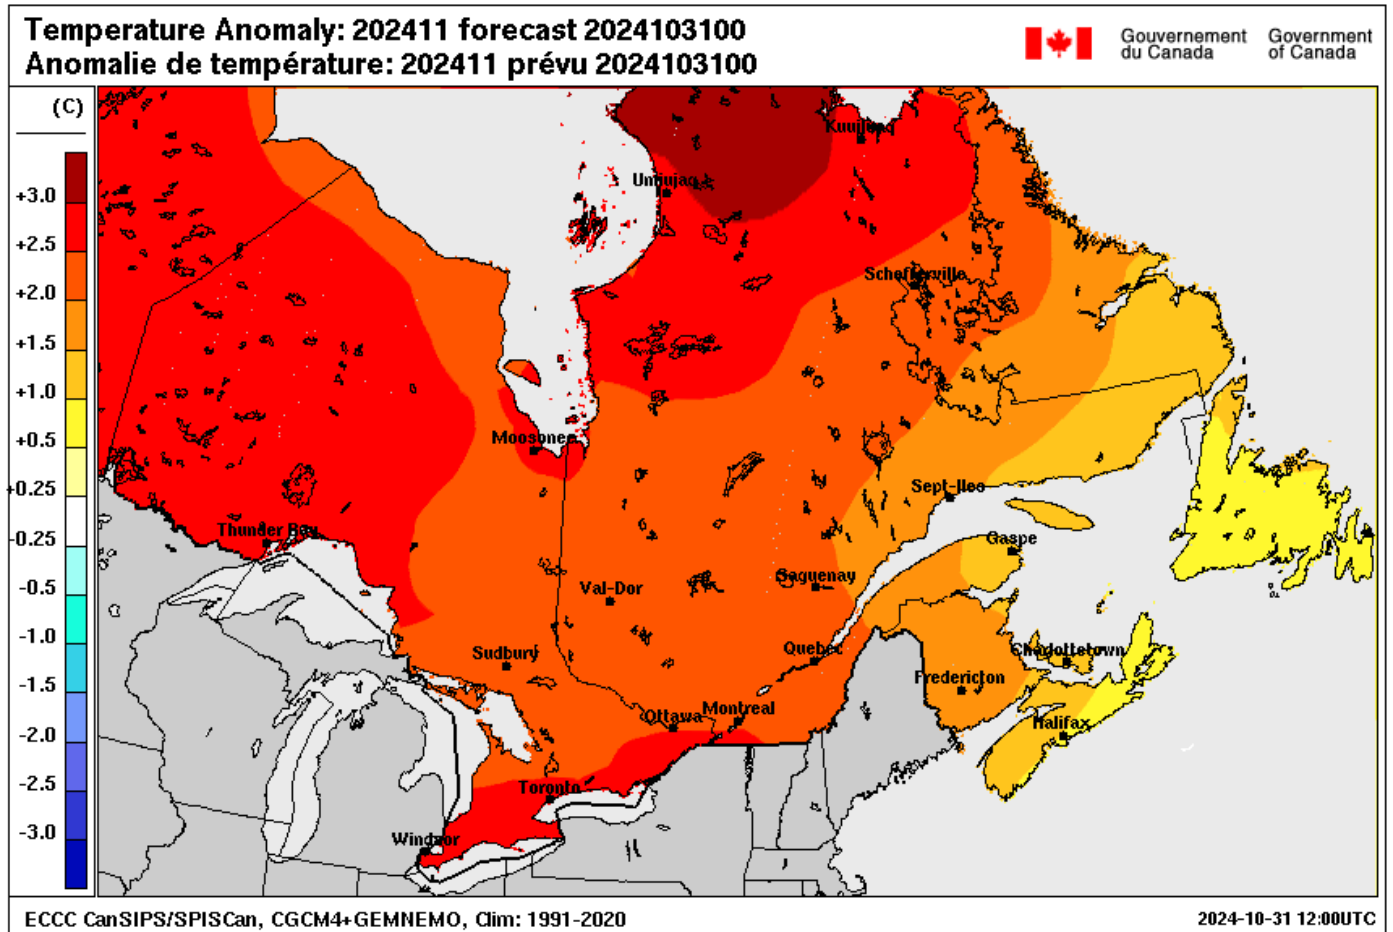 Temperature Anomaly: 202411 forecast 2024103100
Anomalie de température: 202411 prévu 2024103100
Gouvernement du Canada
Government of Canada
(C)
+3.0
+2.5
+2.0
+1.5
+1.0
+0.5
+0.25
-0.25
-0.5
-1.0
-1.5
-2.0
-2.5
-3.0
Kuujjuaq
Umiujaq
Schefferville
Moosonee
Sept-Iles
Thunder Bay
Gaspe
Saguenay
Val-Dor
Quebec
Charlottetown
Sudbury
Fredericton
Ottawa
Montreal
Halifax
Toronto
Windsor
ECCC CanSIPS/SPISCan, CGCM4+GEMNEMO, Clim: 1991-2020
2024-10-31 12:00UTC